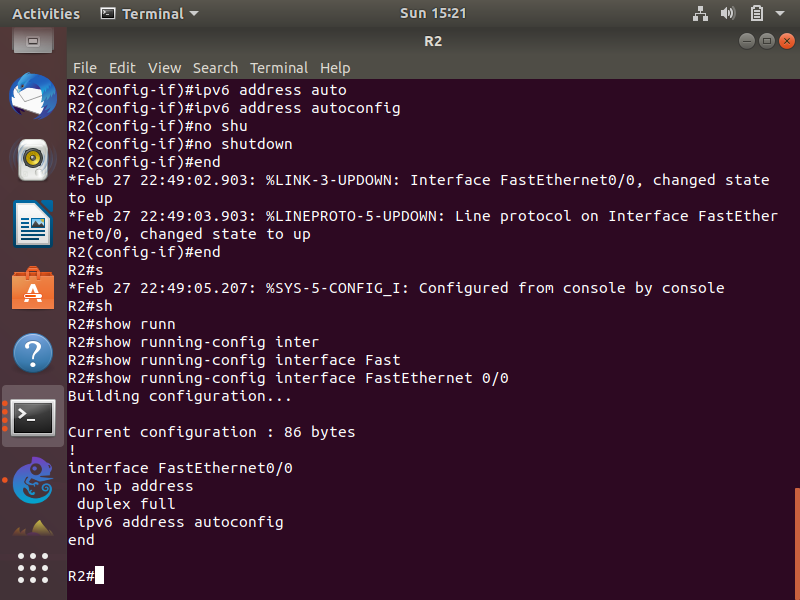 Activities Terminal Sun 15:21
R2
File Edit View Search Terminal Help
R2(config-if)#ipv6 address auto
R2(config-if)#ipv6 address autoconfig
R2(config-if)#no shu
R2(config-if)#no shutdown
R2(config-if)#end
*Feb 27 22:49:02.903: %LINK-3-UPDOWN: Interface FastEthernet0/0, changed state
to up
*Feb 27 22:49:03.903: %LINEPROTO-5-UPDOWN: Line protocol on Interface FastEther
net0/0, changed state to up
R2(config-if)#end
R2#s
*Feb 27 22:49:05.207: %SYS-5-CONFIG_I: Configured from console by console
R2#sh
R2#show runn
R2#show running-config inter
R2#show running-config interface Fast
R2#show running-config interface FastEthernet 0/0
Building configuration...

Current configuration : 86 bytes
!
interface FastEthernet0/0
 no ip address
 duplex full
 ipv6 address autoconfig
end

R2#